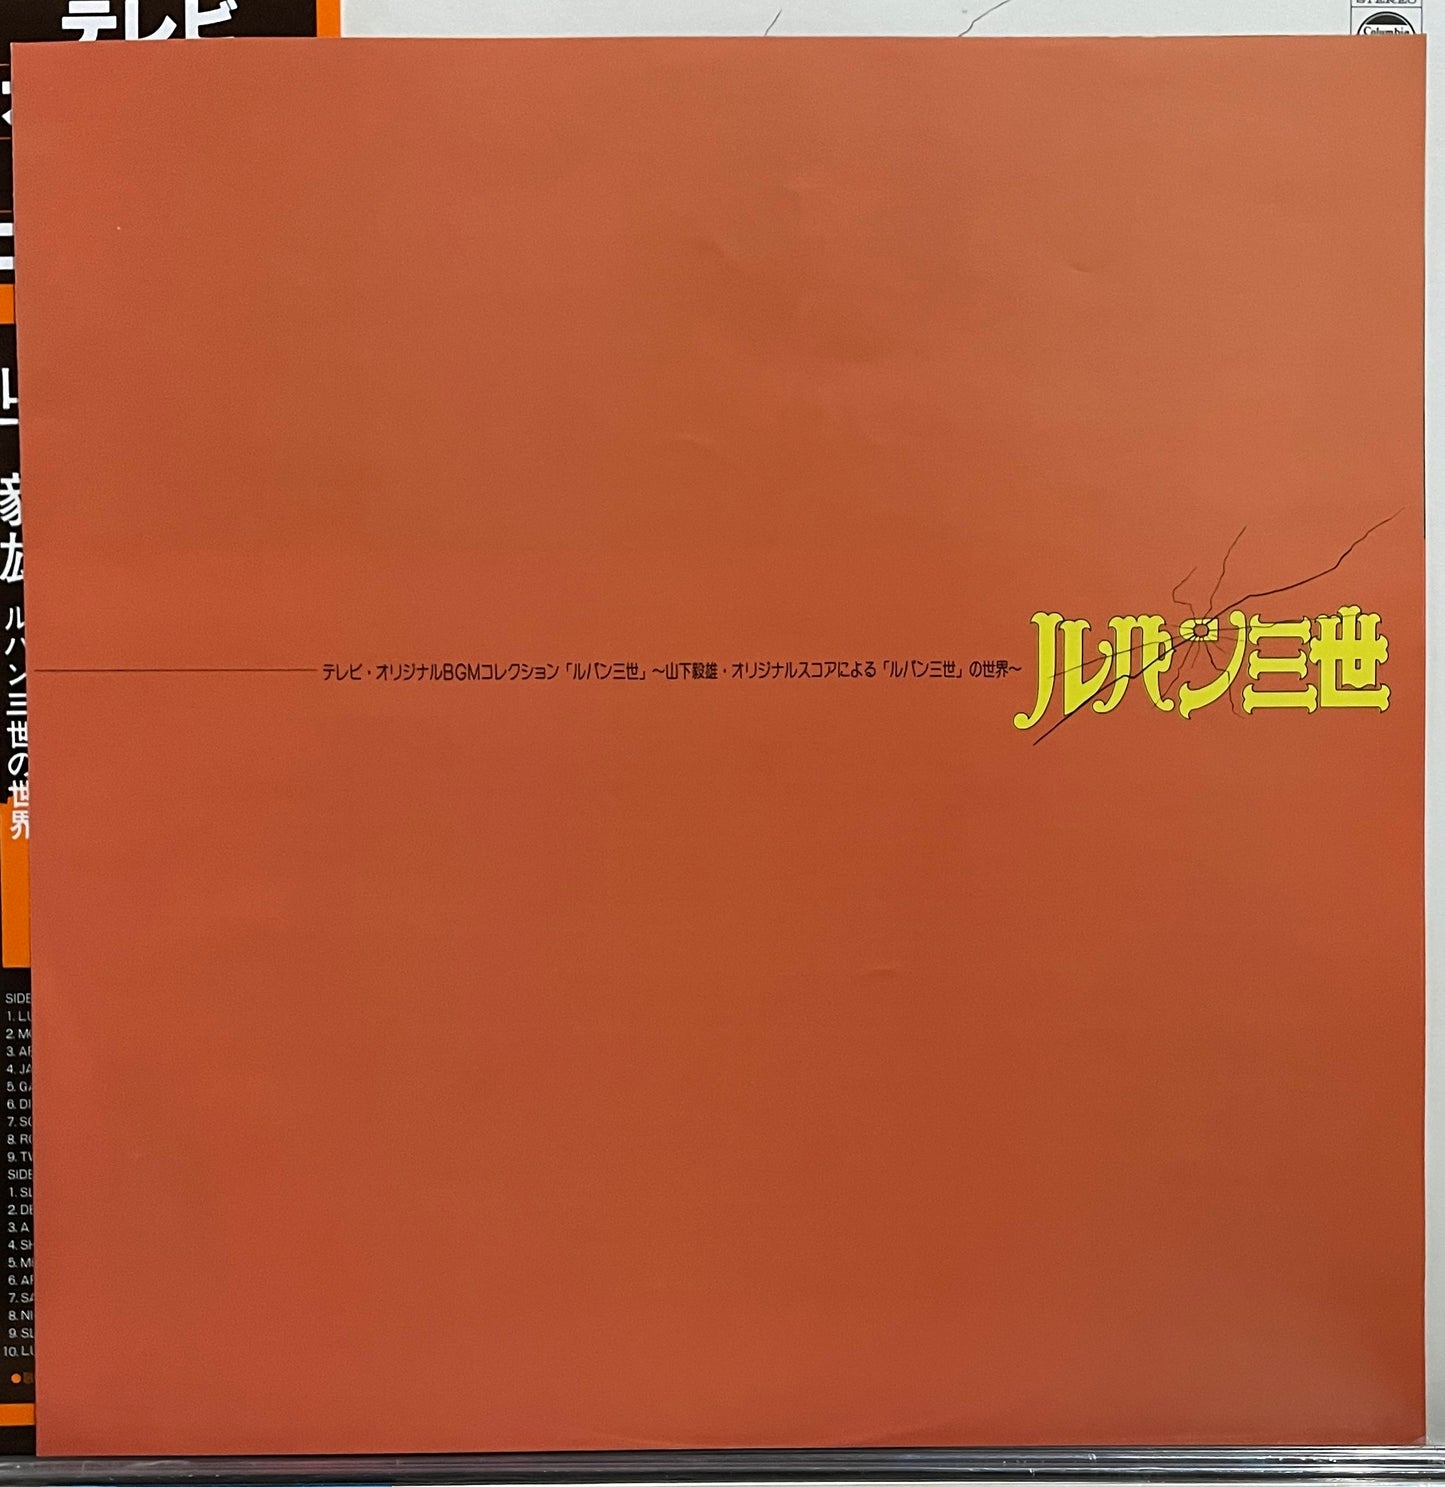 テレビ
STEREO
Columbia
テレビ・オリジナルBGMコレクション「ルパン三世」〜山下毅雄・オリジナルスコアによる「ルパン三世」の世界〜
ルパン三世
ルパン三世の世界
SIDE
1. LU
2. MO
3. AF
4. JA
5. GA
6. DI
7. SO
8. RO
9. TV
SIDE
1. SL
2. DE
3. A
4. SH
5. M
6. AF
7. SA
8. NI
9. SL
10. LU